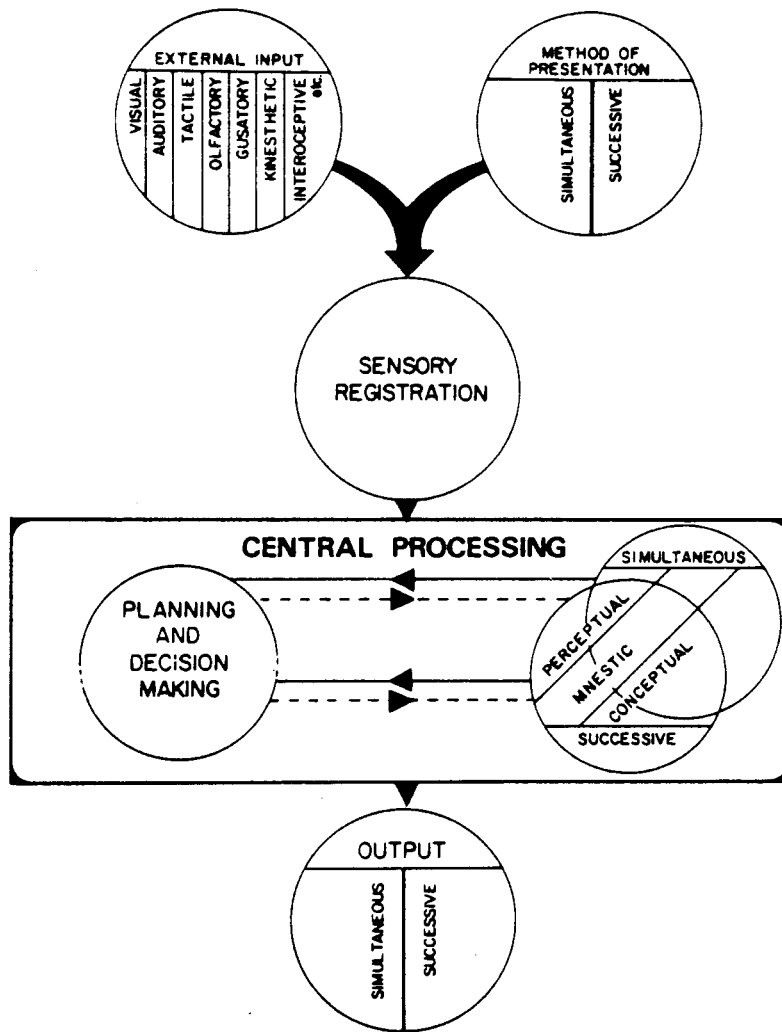 EXTERNAL INPUT
VISUAL
AUDITORY
TACTILE
OLFACTORY
GUSATORY
KINESTHETIC
INTEROCEPTIVE
etc.
METHOD OF
PRESENTATION
SIMULTANEOUS
SUCCESSIVE
SENSORY
REGISTRATION
CENTRAL PROCESSING
PLANNING
AND
DECISION
MAKING
SIMULTANEOUS
PERCEPTUAL
MNESTIC
CONCEPTUAL
SUCCESSIVE
OUTPUT
SIMULTANEOUS
SUCCESSIVE